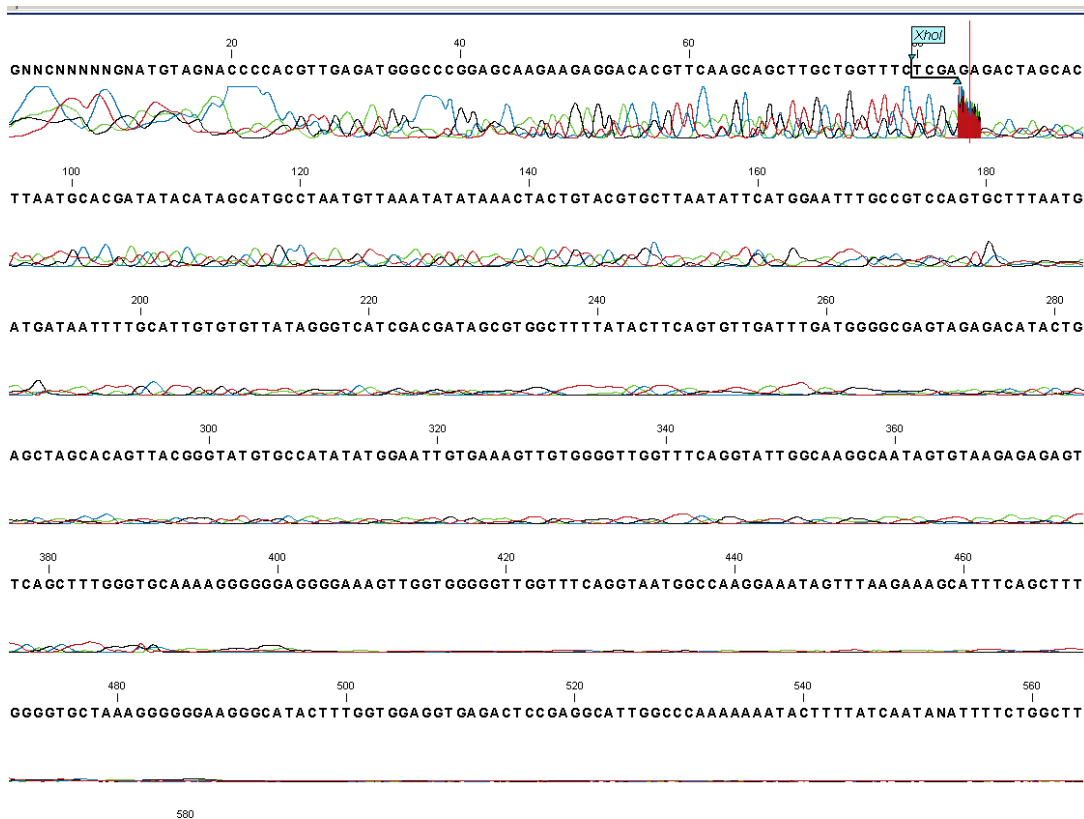 XhoI
20 40 60 80
GNNCNNNNNGNATGTAGNACCCCACGTTGAGATGGGCCCGGAGCAAGAAGAGGACACGTTCAAGCAGCTTGCTGGTTTCTCGAGAGACTAGCAC
100 120 140 160 180
TTAATGCACGATATACATAGCATGCCTAATGTTAAATATATAAACTACTGTACGTGCTTAATATTCATGGAATTTGCCGTCCAGTGCTTTAATG
200 220 240 260 280
ATGATAATTTTGCATTGTGTGTTATAGGGTCATCGACGATAGCGTGGCTTTTATACTTCAGTGTTGATTTGATGGGGCGAGTAGAGACATACTG
300 320 340 360
AGCTAGCACAGTTACGGGTATGTGCCATATATGGAATTGTGAAAGTTGTGGGGTTGGTTTCAGGTATTGGCAAGGCAATAGTGTAAGAGAGAGT
380 400 420 440 460
TCAGCTTTGGGTGCAAAAGGGGGGAGGGGAAAGTTGGTGGGGGTTGGTTTCAGGTAATGGCCAAGGAAATAGTTTAAGAAAGCATTTCAGCTTT
480 500 520 540 560
GGGGTGCTAAAGGGGGGAAGGGCATACTTTGGTGGAGGTGAGACTCCGAGGCATTGGCCCAAAAAAATACTTTTATCAATANATTTTCTGGCTT
580